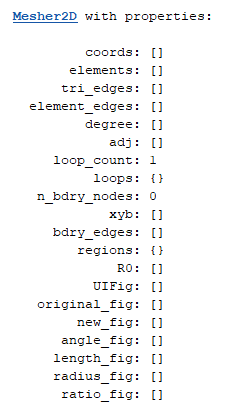 Mesher2D with properties:
coords: []
elements: []
tri_edges: []
element_edges: []
degree: []
adj: []
loop_count: 1
loops: {}
n_bdry_nodes: 0
xyb: []
bdry_edges: []
regions: {}
R0: []
UIFig: []
original_fig: []
new_fig: []
angle_fig: []
length_fig: []
radius_fig: []
ratio_fig: []